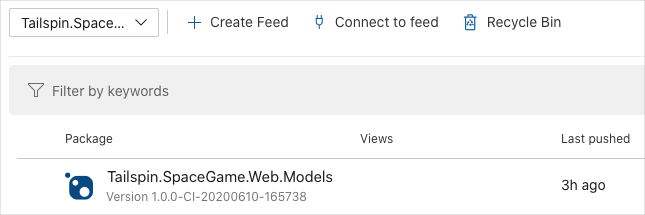 Tailspin.Space... Create Feed Connect to feed Recycle Bin
Filter by keywords
Package Views Last pushed
Tailspin.SpaceGame.Web.Models
Version 1.0.0-CI-20200610-165738
3h ago